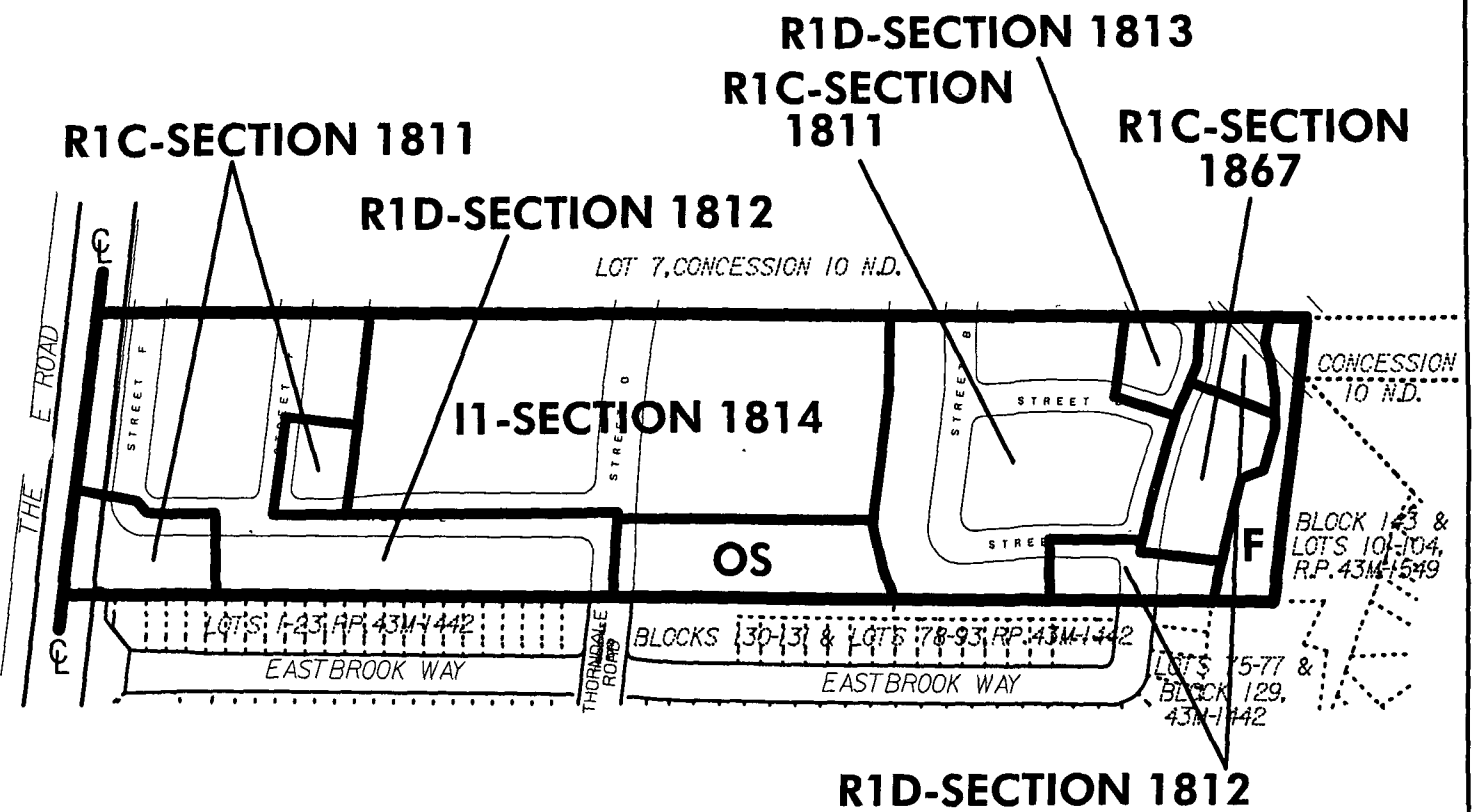 R1D-SECTION 1813
R1C-SECTION
1811
R1C-SECTION
1867
R1C-SECTION 1811
R1D-SECTION 1812
LOT 7, CONCESSION 10 N.D.
℄
THE E ROAD
STREET F
STREET
STREET
STREET B
STREET
STREE
I1-SECTION 1814
OS
F
CONCESSION
10 N.D.
BLOCK 143 &
LOTS 101-104,
R.P. 43M-1549
℄
LOTS 1-23, RP. 43M-1442
THORNDALE
ROAD
BLOCKS 130-131 & LOTS 78-93, RP. 43M-1442
EASTBROOK WAY
EASTBROOK WAY
LOTS 75-77 &
BLOCK 129,
43M-1442
R1D-SECTION 1812